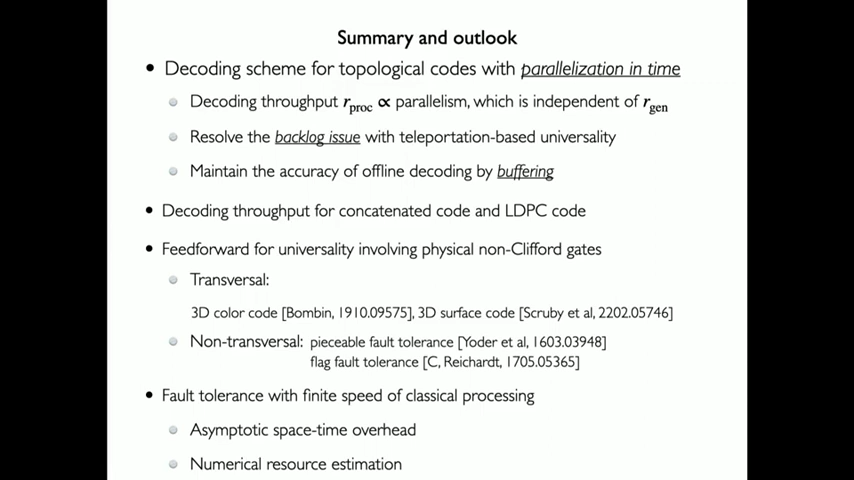 Summary and outlook
• Decoding scheme for topological codes with parallelization in time
Decoding throughput r_proc ∝ parallelism, which is independent of r_gen
Resolve the backlog issue with teleportation-based universality
Maintain the accuracy of offline decoding by buffering
• Decoding throughput for concatenated code and LDPC code
• Feedforward for universality involving physical non-Clifford gates
Transversal:
3D color code [Bombin, 1910.09575], 3D surface code [Scruby et al, 2202.05746]
Non-transversal: pieceable fault tolerance [Yoder et al, 1603.03948]
flag fault tolerance [C, Reichardt, 1705.05365]
• Fault tolerance with finite speed of classical processing
Asymptotic space-time overhead
Numerical resource estimation